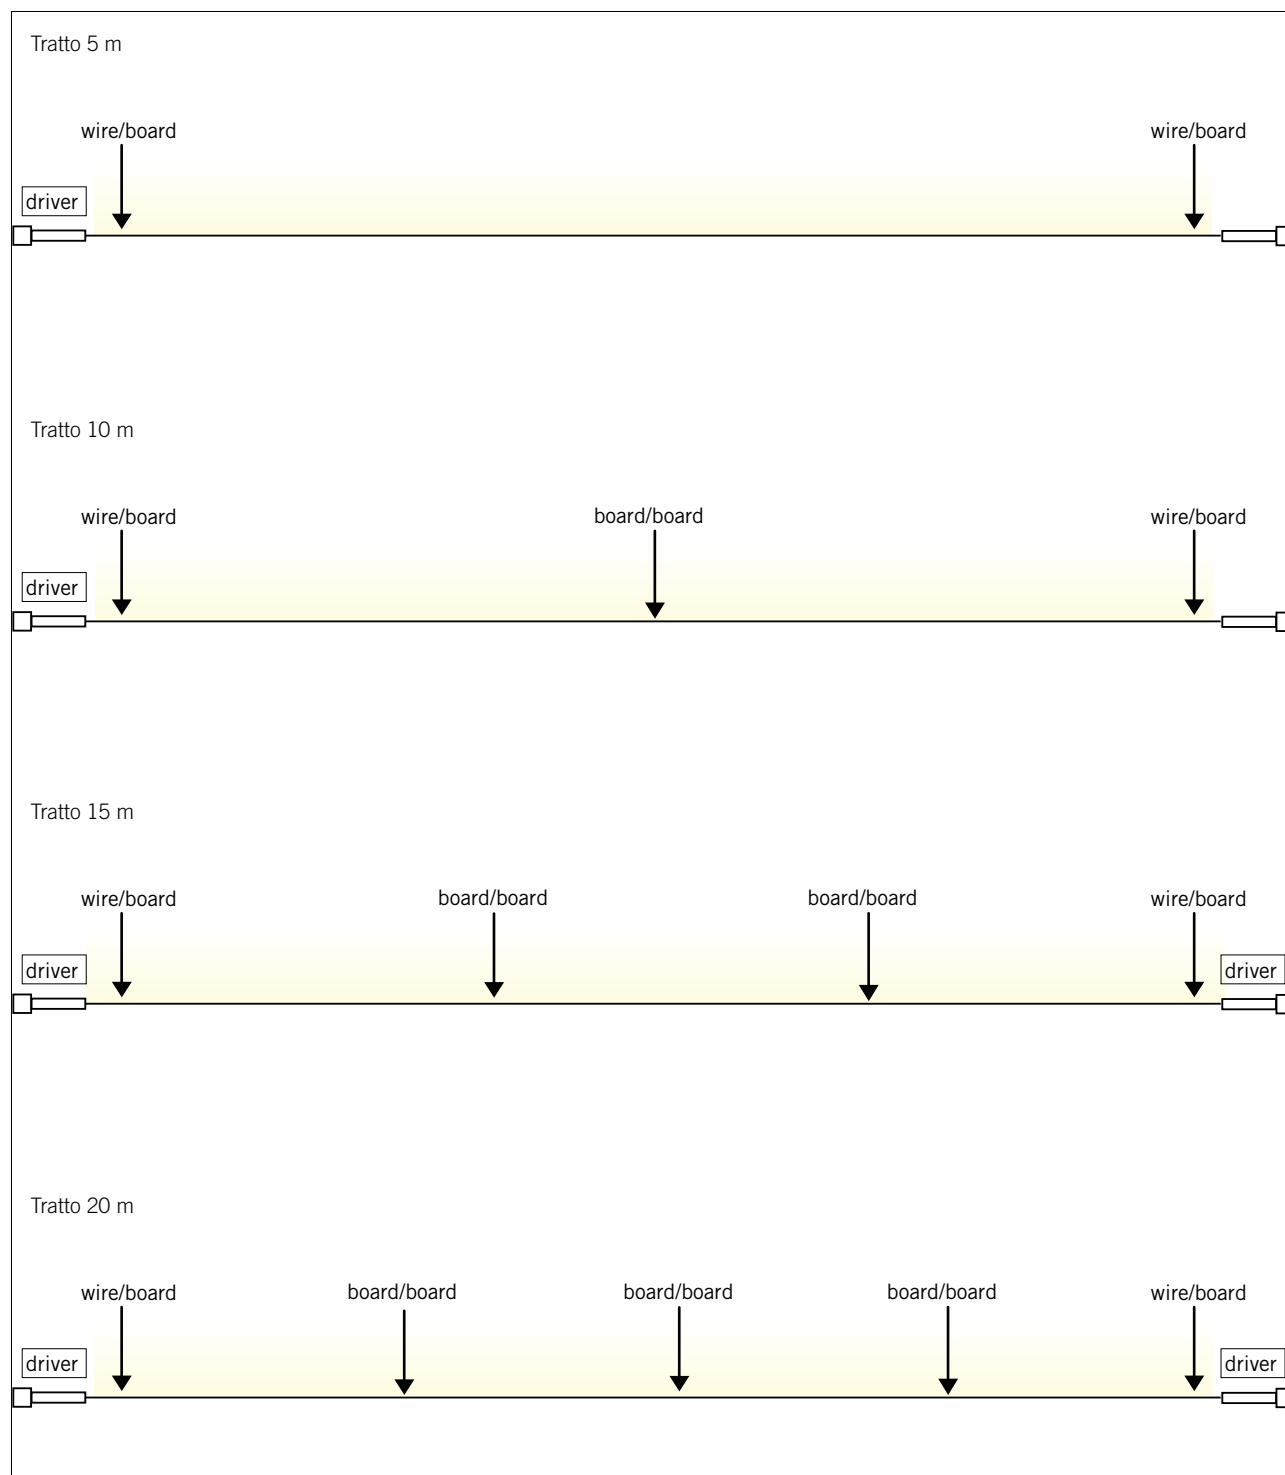 Tratto 5 m
wire/board wire/board
driver
Tratto 10 m
wire/board board/board wire/board
driver
Tratto 15 m
wire/board board/board board/board wire/board
driver driver
Tratto 20 m
wire/board board/board board/board board/board wire/board
driver driver